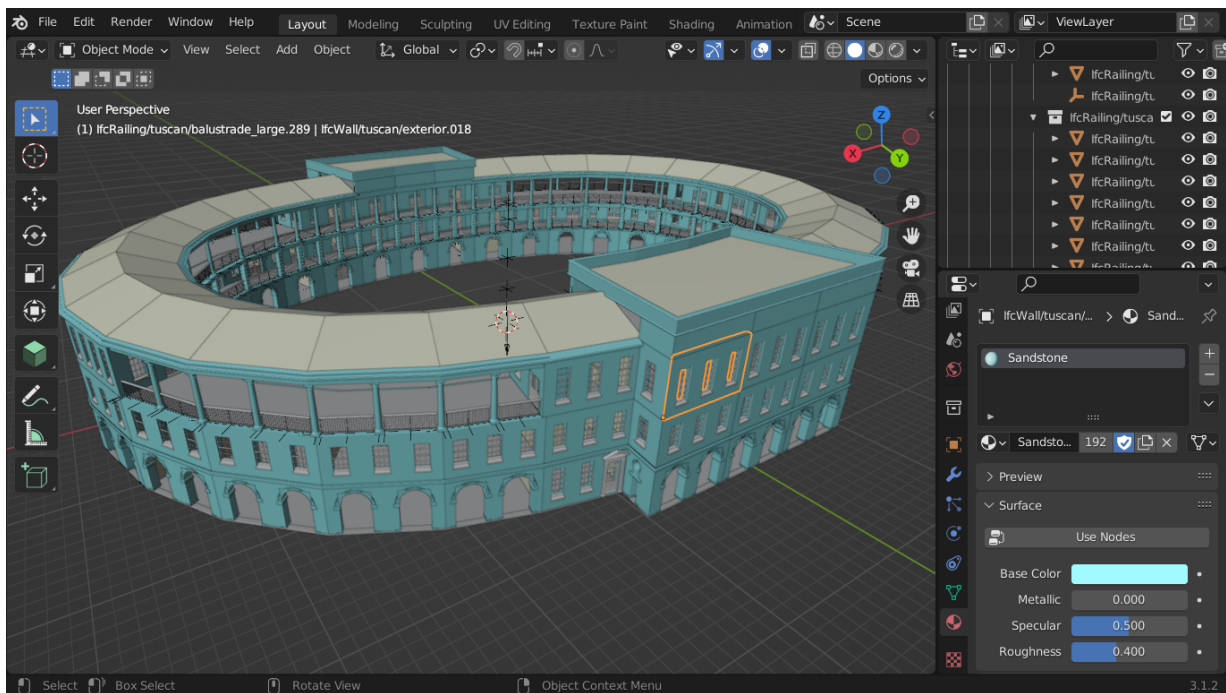 File Edit Render Window Help Layout Modeling Sculpting UV Editing Texture Paint Shading Animation Scene ViewLayer
Object Mode View Select Add Object Global
Options
User Perspective
(1) IfcRailing/tuscan/balustrade_large.289 | IfcWall/tuscan/exterior.018
Z
X
Y
IfcRailing/tu
IfcRailing/tu
IfcRailing/tusca
IfcRailing/tu
IfcRailing/tu
IfcRailing/tu
IfcRailing/tu
IfcRailing/tu
IfcRailing/tu
IfcWall/tuscan/... > Sand...
Sandstone
Sandsto... 192
Preview
Surface
Use Nodes
Base Color
Metallic 0.000
Specular 0.500
Roughness 0.400
Select Box Select Rotate View Object Context Menu 3.1.2